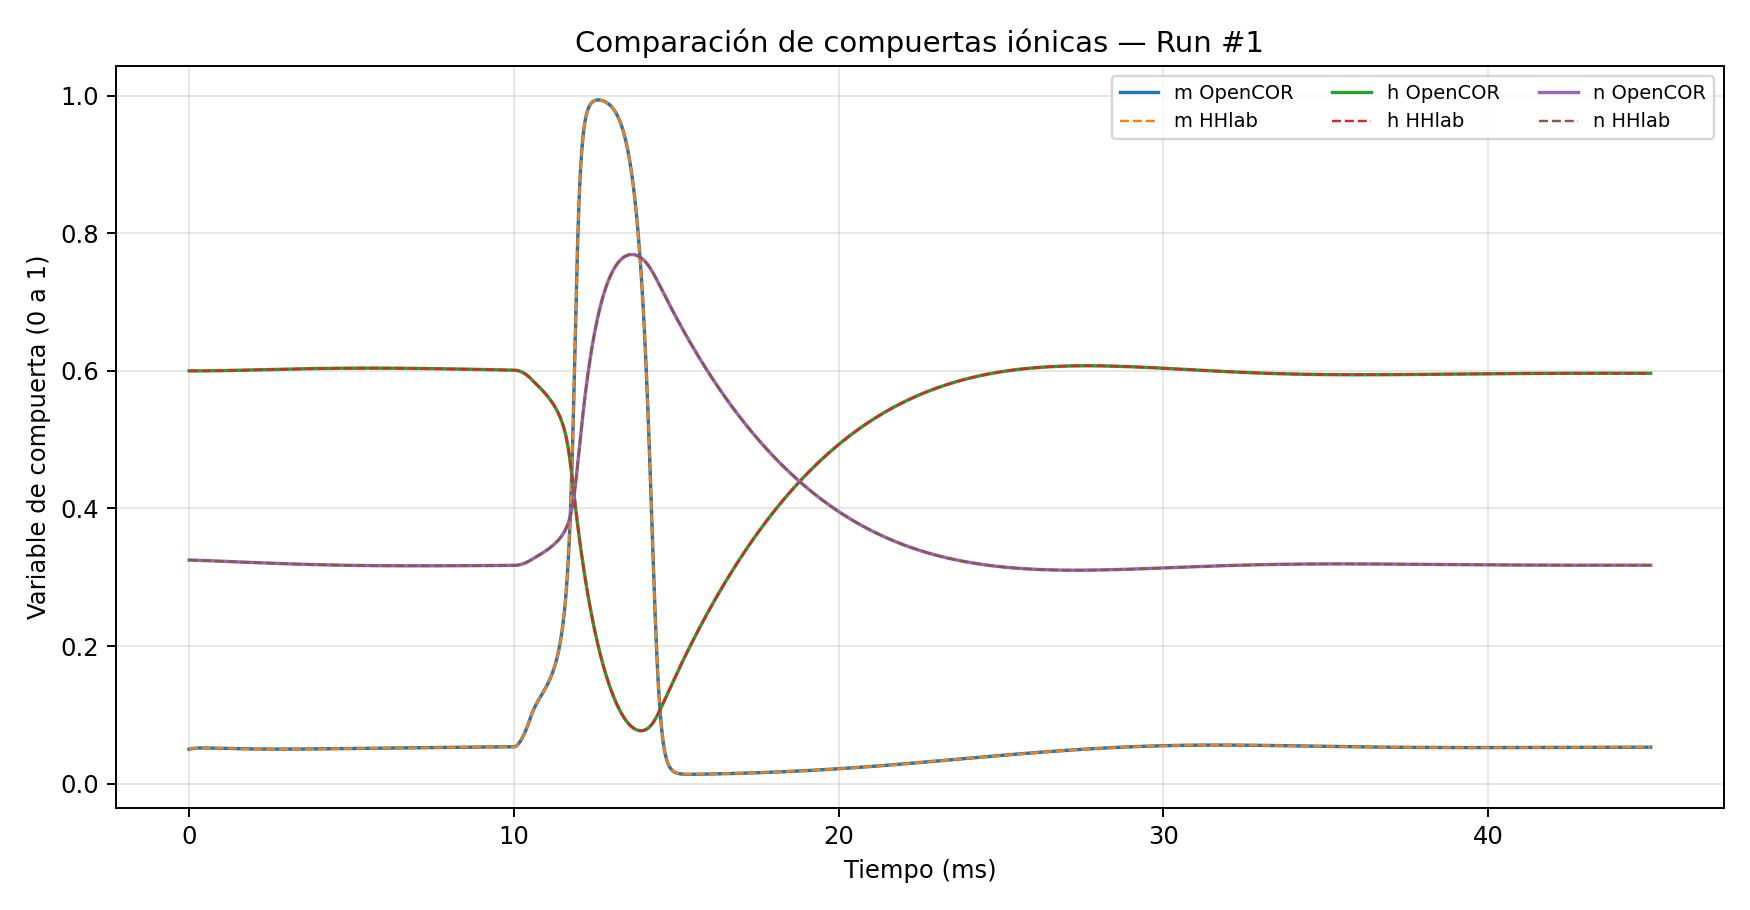 Comparación de compuertas iónicas — Run #1
m OpenCOR h OpenCOR n OpenCOR
m HHlab h HHlab n HHlab
Variable de compuerta (0 a 1)
1.0
0.8
0.6
0.4
0.2
0.0
0 10 20 30 40
Tiempo (ms)